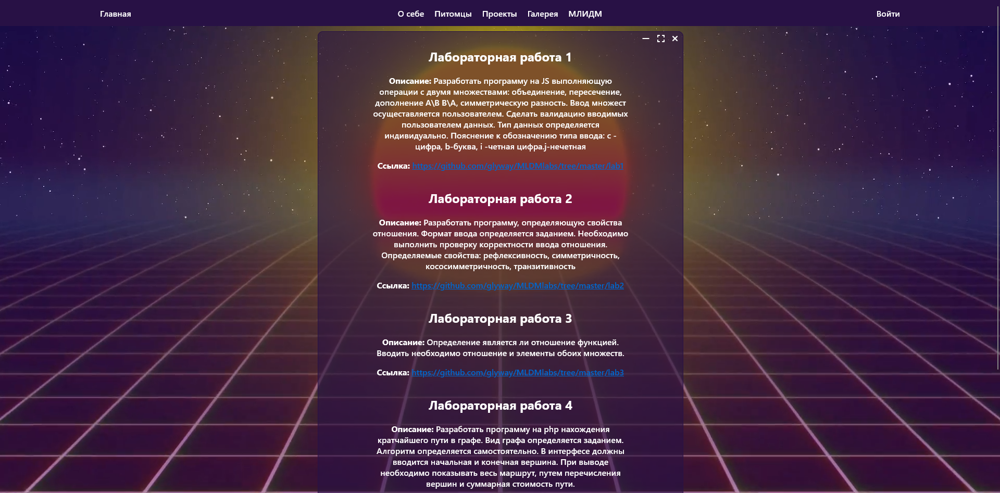 Главная О себе Питомцы Проекты Галерея МЛИДМ Войти
Лабораторная работа 1
Описание: Разработать программу на JS выполняющую
операции с двумя множествами: объединение, пересечение,
дополнение A\B B\A, симметрическую разность. Ввод множест
осуществляется пользователем. Сделать валидацию вводимых
пользователем данных. Тип данных определяется
индивидуально. Пояснение к обозначению типа ввода: c -
цифра, b-буква, i -четная цифра.j-нечетная
Ссылка: https://github.com/glyway/MLDMlabs/tree/master/lab1
Лабораторная работа 2
Описание: Разработать программу, определяющую свойства
отношения. Формат ввода определяется заданием. Необходимо
выполнить проверку корректности ввода отношения.
Определяемые свойства: рефлексивность, симметричность,
кососимметричность, транзитивность
Ссылка: https://github.com/glyway/MLDMlabs/tree/master/lab2
Лабораторная работа 3
Описание: Определение является ли отношение функцией.
Вводить необходимо отношение и элементы обоих множеств.
Ссылка: https://github.com/glyway/MLDMlabs/tree/master/lab3
Лабораторная работа 4
Описание: Разработать программу на php нахождения
кратчайшего пути в графе. Вид графа определяется заданием.
Алгоритм определяется самостоятельно. В интерфесе должны
вводится начальная и конечная вершина. При выводе
необходимо показывать весь маршрут, путем перечисления
вершин и суммарная стоимость пути.